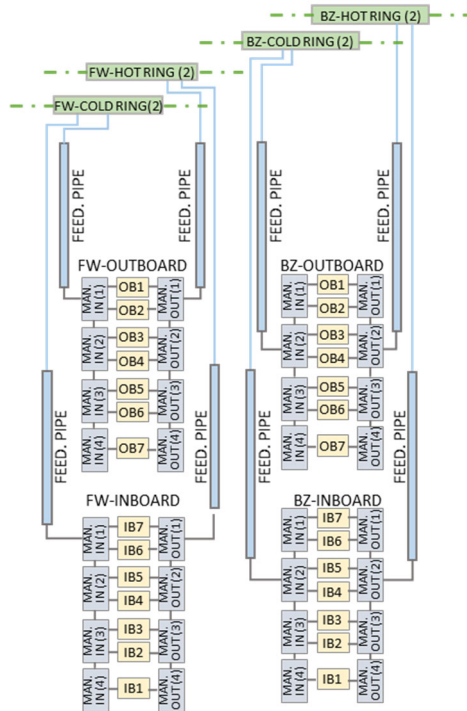 BZ-HOT RING (2)
BZ-COLD RING (2)
FW-HOT RING (2)
FW-COLD RING(2)
FEED. PIPE
FEED. PIPE
FEED. PIPE
FEED. PIPE
FW-OUTBOARD
MAN. IN(1)
OB1
OB2
MAN. OUT(1)
MAN. IN(2)
OB3
OB4
MAN. OUT(2)
MAN. IN(3)
OB5
OB6
MAN. OUT(3)
MAN. IN(4)
OB7
MAN. OUT(4)
FEED. PIPE
FEED. PIPE
FW-INBOARD
MAN. IN(1)
IB7
IB6
MAN. OUT(1)
MAN. IN(2)
IB5
IB4
MAN. OUT(2)
MAN. IN(3)
IB3
IB2
MAN. OUT(3)
MAN. IN(4)
IB1
MAN. OUT(4)
BZ-OUTBOARD
MAN. IN(1)
OB1
OB2
MAN. OUT(1)
MAN. IN(2)
OB3
OB4
MAN. OUT(2)
MAN. IN(3)
OB5
OB6
MAN. OUT(3)
MAN. IN(4)
OB7
MAN. OUT(4)
FEED. PIPE
FEED. PIPE
BZ-INBOARD
MAN. IN(1)
IB7
IB6
MAN. OUT(1)
MAN. IN(2)
IB5
IB4
MAN. OUT(2)
MAN. IN(3)
IB3
IB2
MAN. OUT(3)
MAN. IN(4)
IB1
MAN. OUT(4)